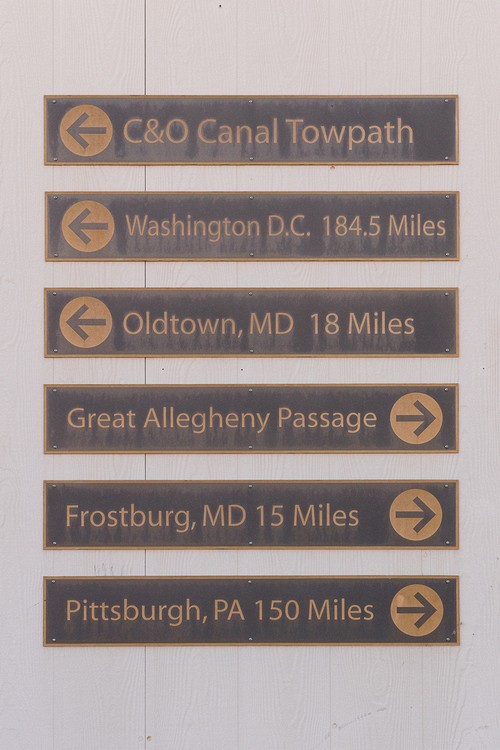 C&O Canal Towpath
Washington D.C. 184.5 Miles
Oldtown, MD 18 Miles
Great Allegheny Passage
Frostburg, MD 15 Miles
Pittsburgh, PA 150 Miles